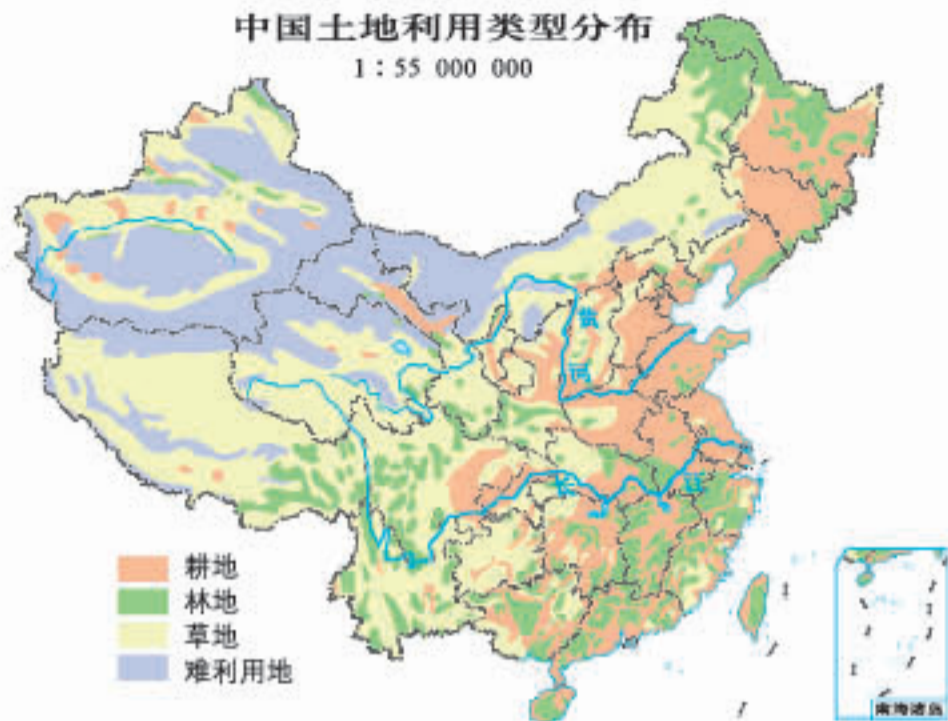 中国土地利用类型分布
1：55 000 000
黄
河
长
江
耕地
林地
草地
难利用地
南海诸岛